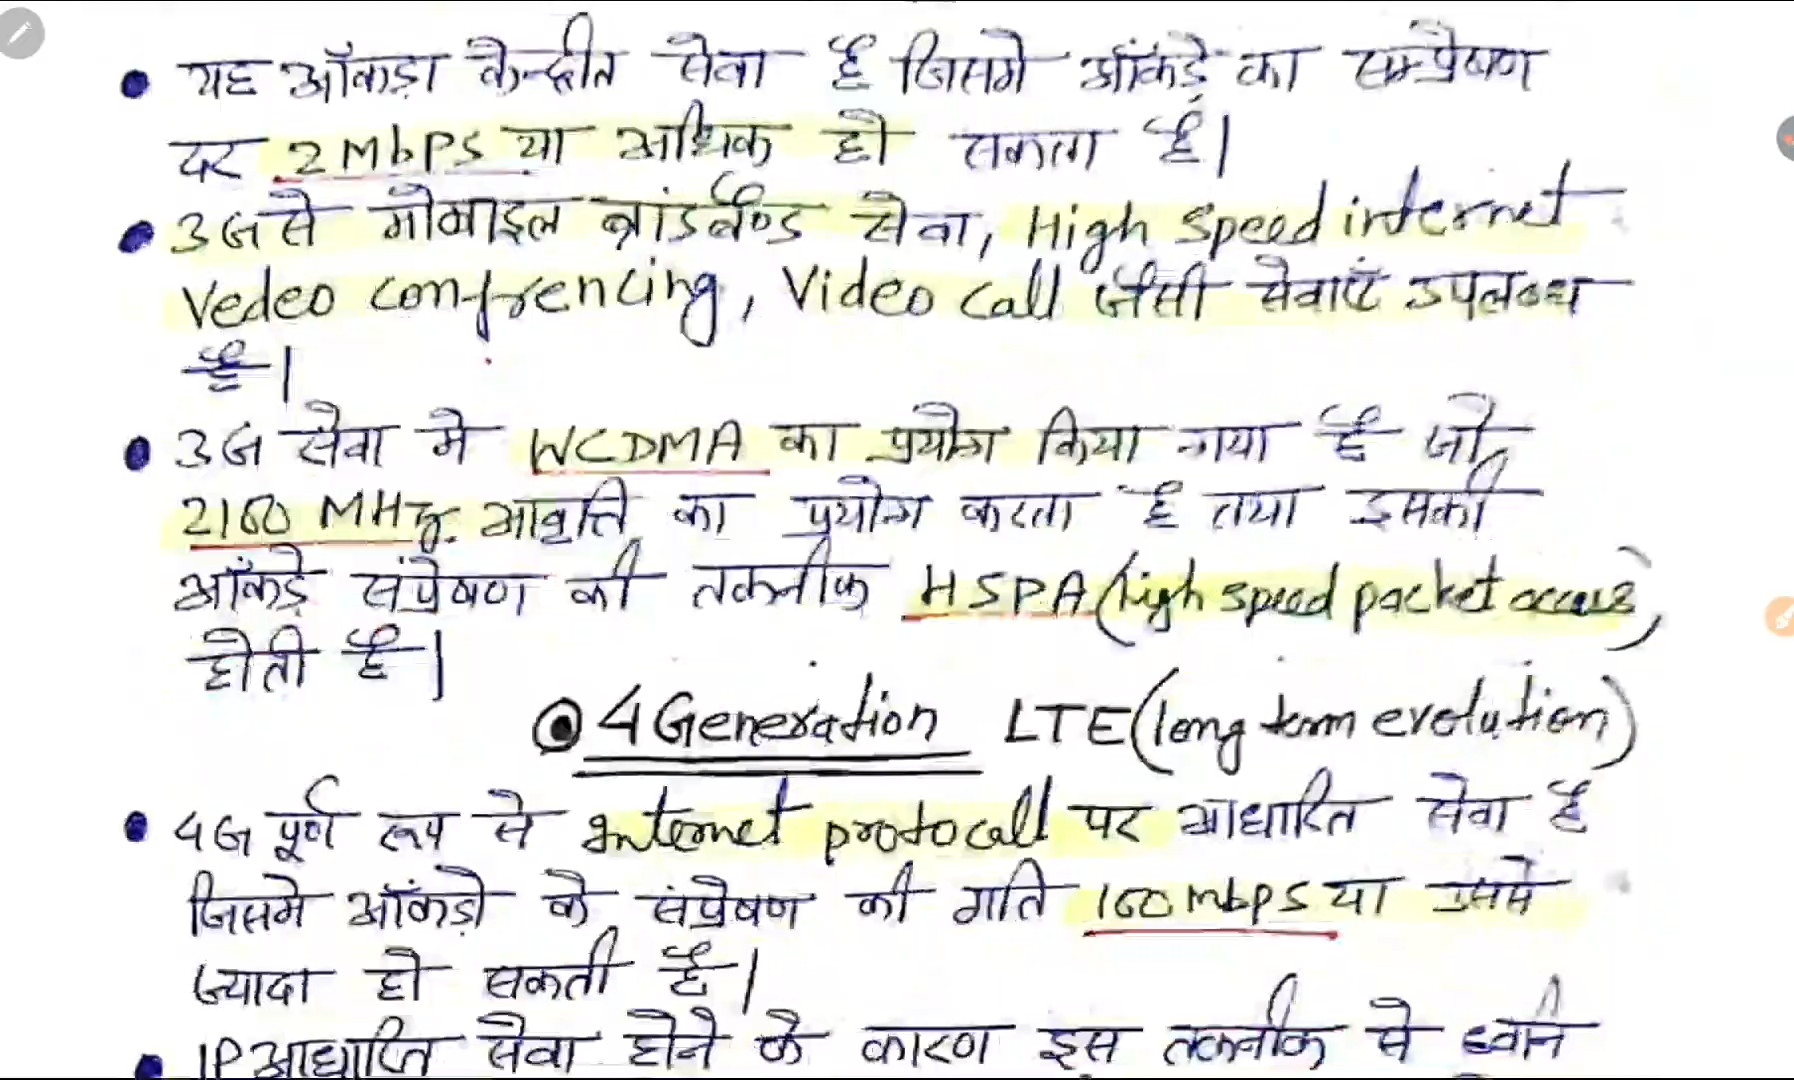 यह आँकड़ा केन्द्रीत सेवा है जिसमे आँकड़े का सम्प्रेषण
दर 2 MbPS या अधिक हो सकता है।
3G से मोबाइल ब्रांडबैण्ड सेवा, High speed internet
Vedeo confrencing, Video call जैसी सेवाएँ उपलब्ध
है।
3G सेवा मे WCDMA का प्रयोग किया गया है जो
2160 MHz आवृत्ति का प्रयोग करता है तथा इसकी
आँकड़े संप्रेषण की तकनीक HSPA (high speed packet access)
होती है।
4 Generation LTE (long term evolution)
4G पूर्ण रूप से Internet protocall पर आधारित सेवा है
जिसमे आँकड़ो के संप्रेषण की गति 100 mbps या उससे
ज्यादा हो सकती है।
IP आधारित सेवा होने के कारण इस तकनीक से ध्वनि